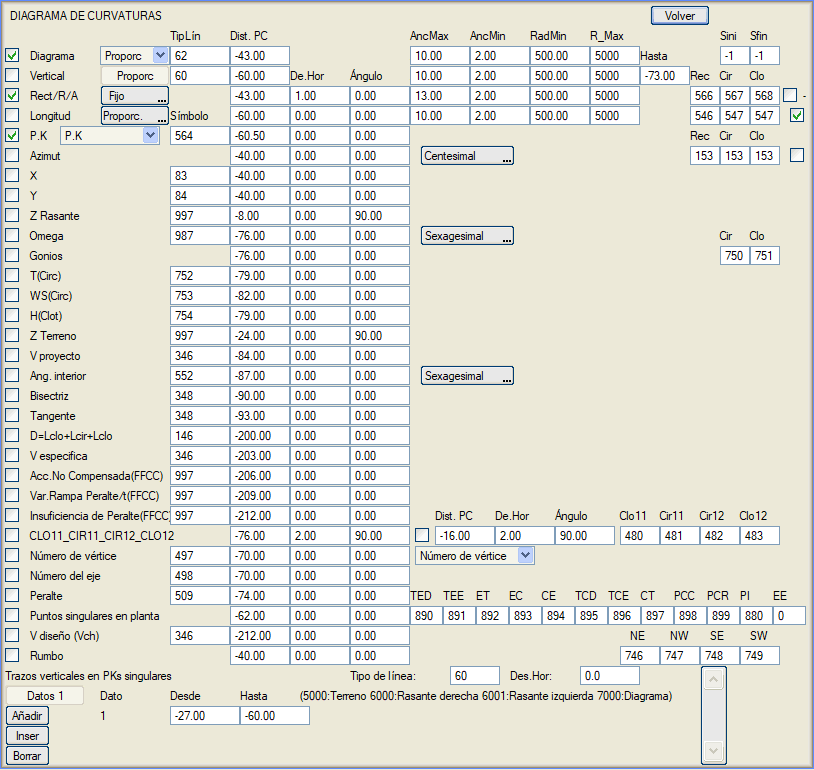 DIAGRAMA DE CURVATURAS Volver
TipLín Dist. PC AncMax AncMin RadMin R_Max Sini Sfin
Diagrama Proporc 62 -43.00 10.00 2.00 500.00 5000 Hasta -1 -1
Vertical Proporc 60 -60.00 De.Hor Ángulo 10.00 2.00 500.00 5000 -73.00 Rec Cir Clo
Rect/R/A Fijo ... -43.00 1.00 0.00 13.00 2.00 500.00 5000 566 567 568 -
Longitud Proporc. ... Símbolo -60.00 0.00 0.00 10.00 2.00 500.00 5000 546 547 547
P.K P.K 564 -60.50 0.00 0.00 Rec Cir Clo
Azimut -40.00 0.00 0.00 Centesimal ... 153 153 153
X 83 -40.00 0.00 0.00
Y 84 -40.00 0.00 0.00
Z Rasante 997 -8.00 0.00 90.00
Omega 987 -76.00 0.00 0.00 Sexagesimal ... Cir Clo
Gonios -76.00 0.00 0.00 750 751
T(Circ) 752 -79.00 0.00 0.00
WS(Circ) 753 -82.00 0.00 0.00
H(Clot) 754 -79.00 0.00 0.00
Z Terreno 997 -24.00 0.00 90.00
V proyecto 346 -84.00 0.00 0.00
Ang. interior 552 -87.00 0.00 0.00 Sexagesimal ...
Bisectriz 348 -90.00 0.00 0.00
Tangente 348 -93.00 0.00 0.00
D=Lclo+Lcir+Lclo 146 -200.00 0.00 0.00
V especifica 346 -203.00 0.00 0.00
Acc.No Compensada(FFCC) 997 -206.00 0.00 0.00
Var.Rampa Peralte/t(FFCC) 997 -209.00 0.00 0.00
Insuficiencia de Peralte(FFCC 997 -212.00 0.00 0.00 Dist. PC De.Hor Ángulo Clo11 Cir11 Cir12 Clo12
CLO11_CIR11_CIR12_CLO12 -76.00 2.00 90.00 -16.00 2.00 90.00 480 481 482 483
Número de vértice 497 -70.00 0.00 0.00 Número de vértice
Número del eje 498 -70.00 0.00 0.00
Peralte 509 -74.00 0.00 0.00 TED TEE ET EC CE TCD TCE CT PCC PCR PI EE
Puntos singulares en planta -62.00 0.00 0.00 890 891 892 893 894 895 896 897 898 899 880 0
V diseño (Vch) 346 -212.00 0.00 0.00 NE NW SE SW
Rumbo -40.00 0.00 0.00 746 747 748 749
Trazos verticales en PKs singulares Tipo de línea: 60 Des.Hor: 0.0
Datos 1 Dato Desde Hasta (5000:Terreno 6000:Rasante derecha 6001:Rasante izquierda 7000:Diagrama)
Añadir 1 -27.00 -60.00
Inser
Borrar